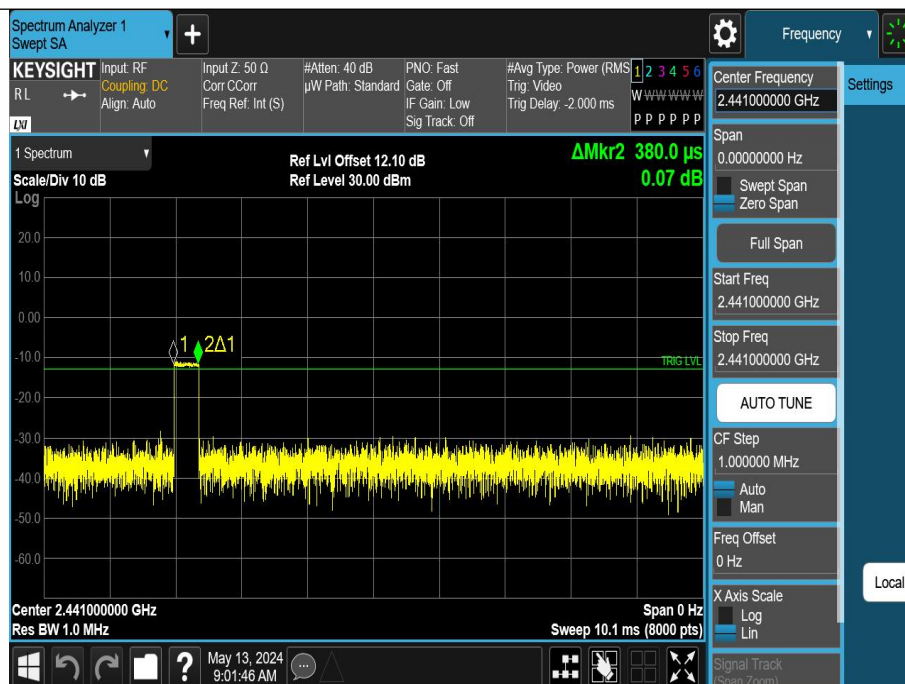 Spectrum Analyzer 1
Swept SA
+
Frequency
KEYSIGHT
RL
LXI
Input: RF
Coupling: DC
Align: Auto
Input Z: 50 Ω
Corr CCorr
Freq Ref: Int (S)
#Atten: 40 dB
µW Path: Standard
PNO: Fast
Gate: Off
IF Gain: Low
Sig Track: Off
#Avg Type: Power (RMS
Trig: Video
Trig Delay: -2.000 ms
1 2 3 4 5 6
W W W W W W
P P P P P P
1 Spectrum
Scale/Div 10 dB
Log
Ref Lvl Offset 12.10 dB
Ref Level 30.00 dBm
ΔMkr2 380.0 µs
0.07 dB
20.0
10.0
0.00
-10.0
-20.0
-30.0
-40.0
-50.0
-60.0
1
2Δ1
TRIG LVL
Center 2.441000000 GHz
Res BW 1.0 MHz
Span 0 Hz
Sweep 10.1 ms (8000 pts)
Center Frequency
2.441000000 GHz
Span
0.00000000 Hz
Swept Span
Zero Span
Full Span
Start Freq
2.441000000 GHz
Stop Freq
2.441000000 GHz
AUTO TUNE
CF Step
1.000000 MHz
Auto
Man
Freq Offset
0 Hz
X Axis Scale
Log
Lin
Signal Track
(Span Zoom)
Settings
Local
?
May 13, 2024
9:01:46 AM